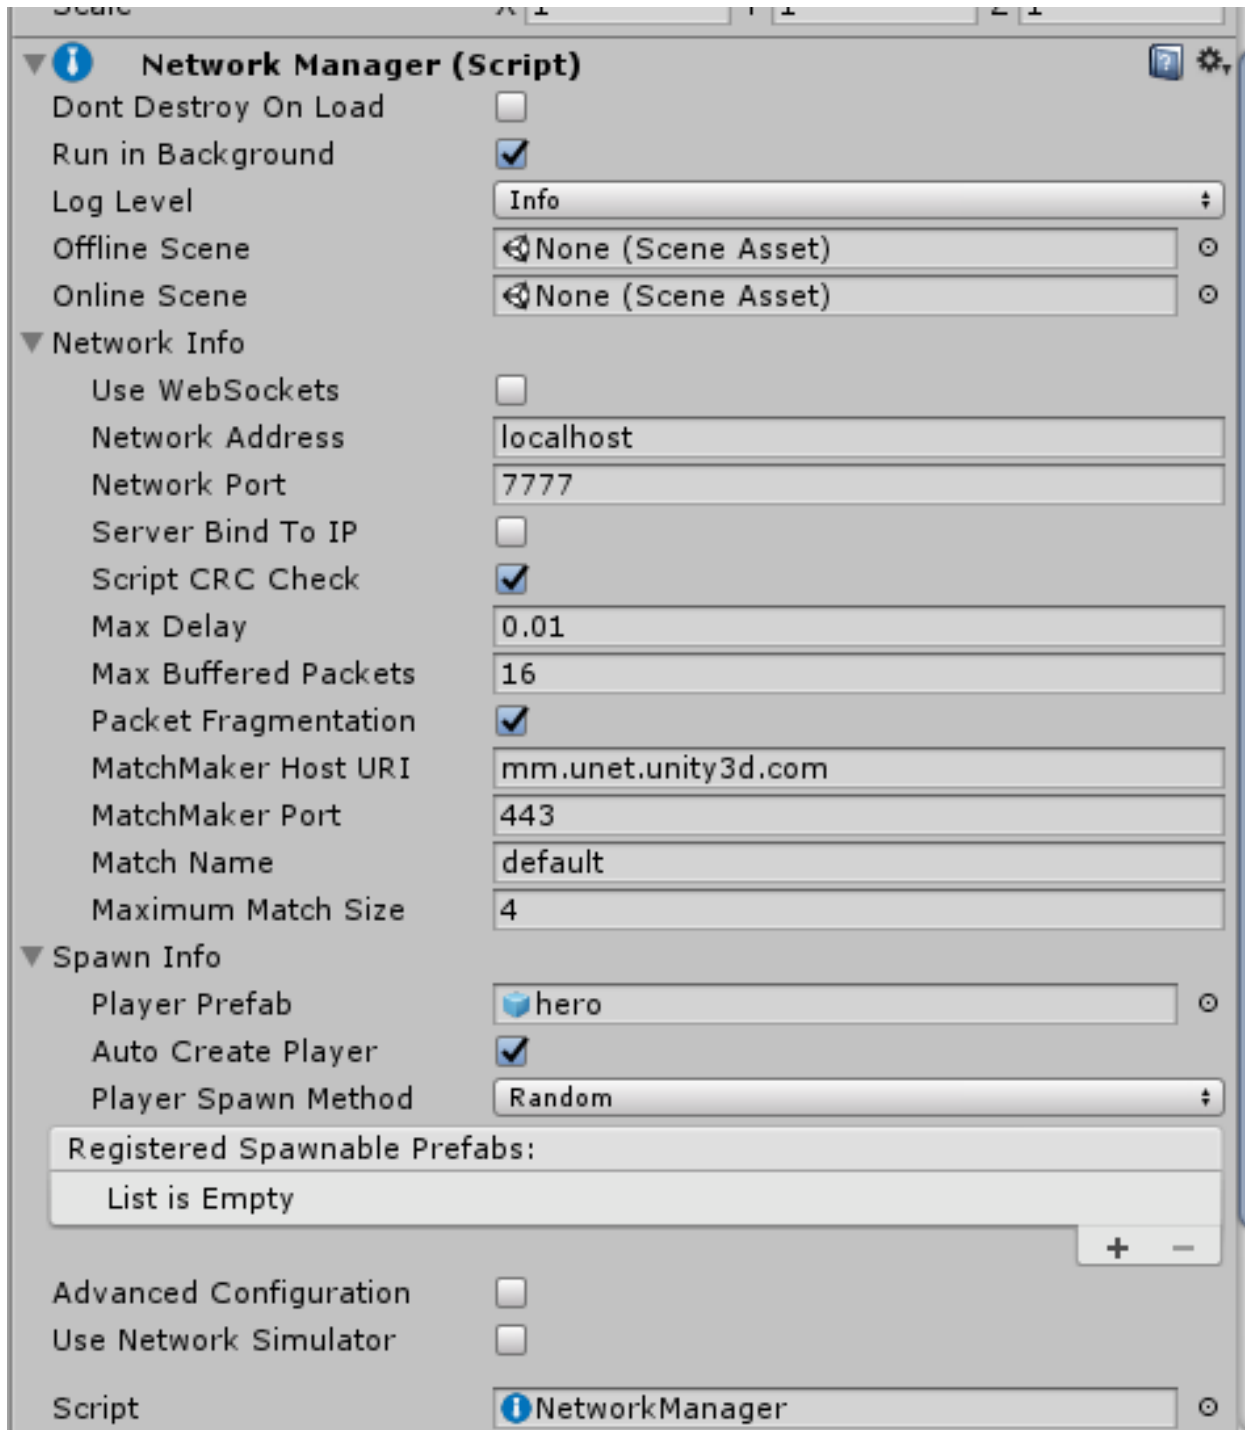 Scale X 1 Y 1 Z 1
Network Manager (Script)
Dont Destroy On Load
Run in Background
Log Level Info
Offline Scene None (Scene Asset)
Online Scene None (Scene Asset)
Network Info
Use WebSockets
Network Address localhost
Network Port 7777
Server Bind To IP
Script CRC Check
Max Delay 0.01
Max Buffered Packets 16
Packet Fragmentation
MatchMaker Host URI mm.unet.unity3d.com
MatchMaker Port 443
Match Name default
Maximum Match Size 4
Spawn Info
Player Prefab hero
Auto Create Player
Player Spawn Method Random
Registered Spawnable Prefabs:
List is Empty
+ −
Advanced Configuration
Use Network Simulator
Script NetworkManager